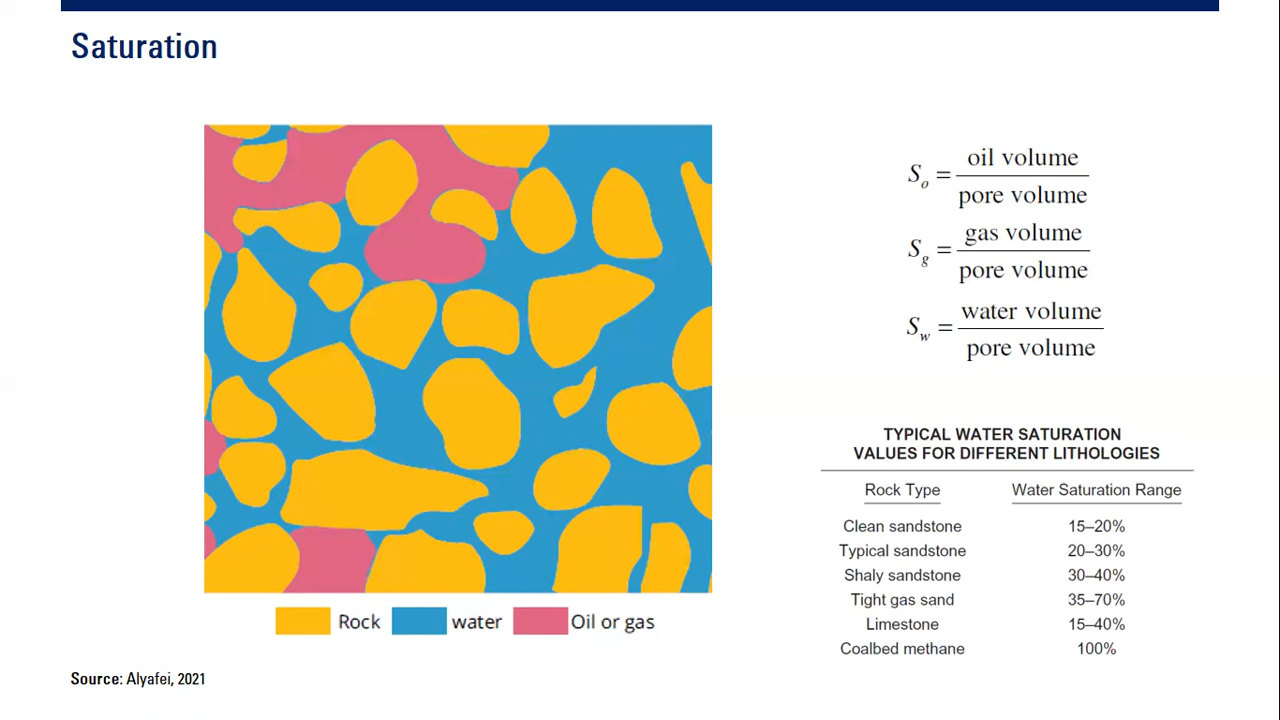 Saturation
S_o = oil volume / pore volume
S_g = gas volume / pore volume
S_w = water volume / pore volume
TYPICAL WATER SATURATION
VALUES FOR DIFFERENT LITHOLOGIES
Rock Type Water Saturation Range
Clean sandstone 15–20%
Typical sandstone 20–30%
Shaly sandstone 30–40%
Tight gas sand 35–70%
Limestone 15–40%
Coalbed methane 100%
Rock water Oil or gas
Source: Alyafei, 2021